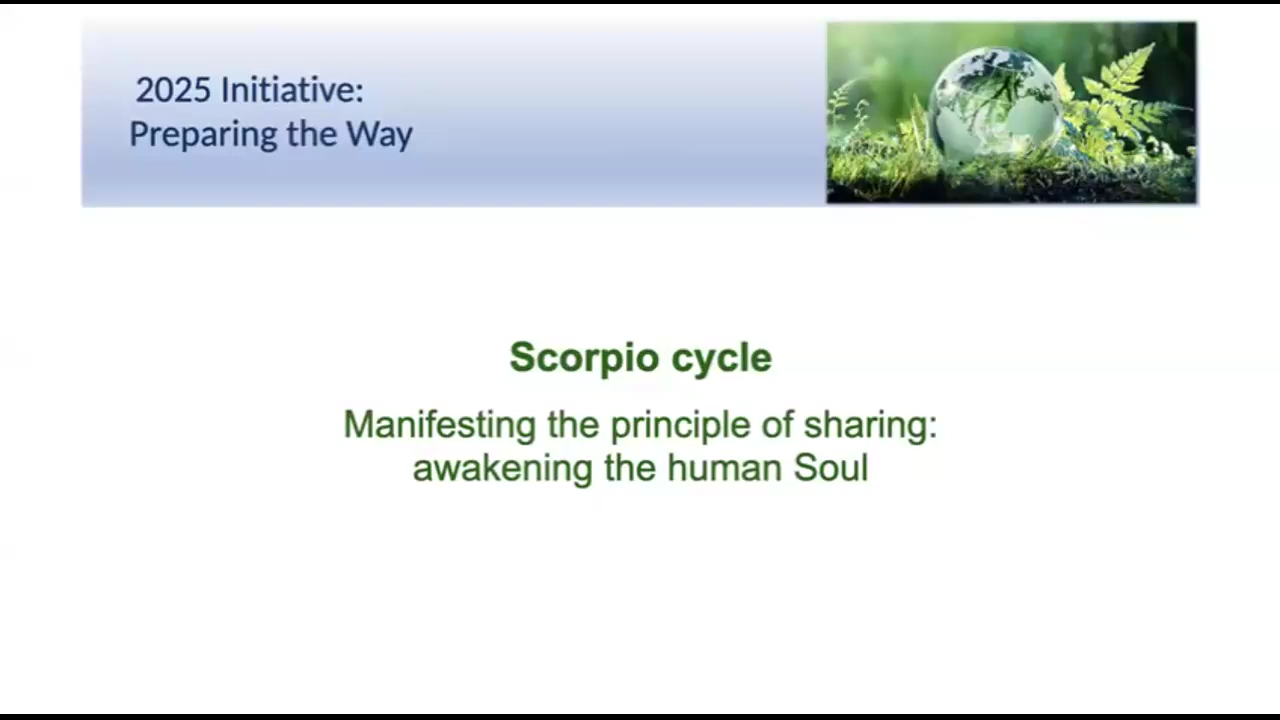 2025 Initiative:
Preparing the Way
Scorpio cycle
Manifesting the principle of sharing:
awakening the human Soul